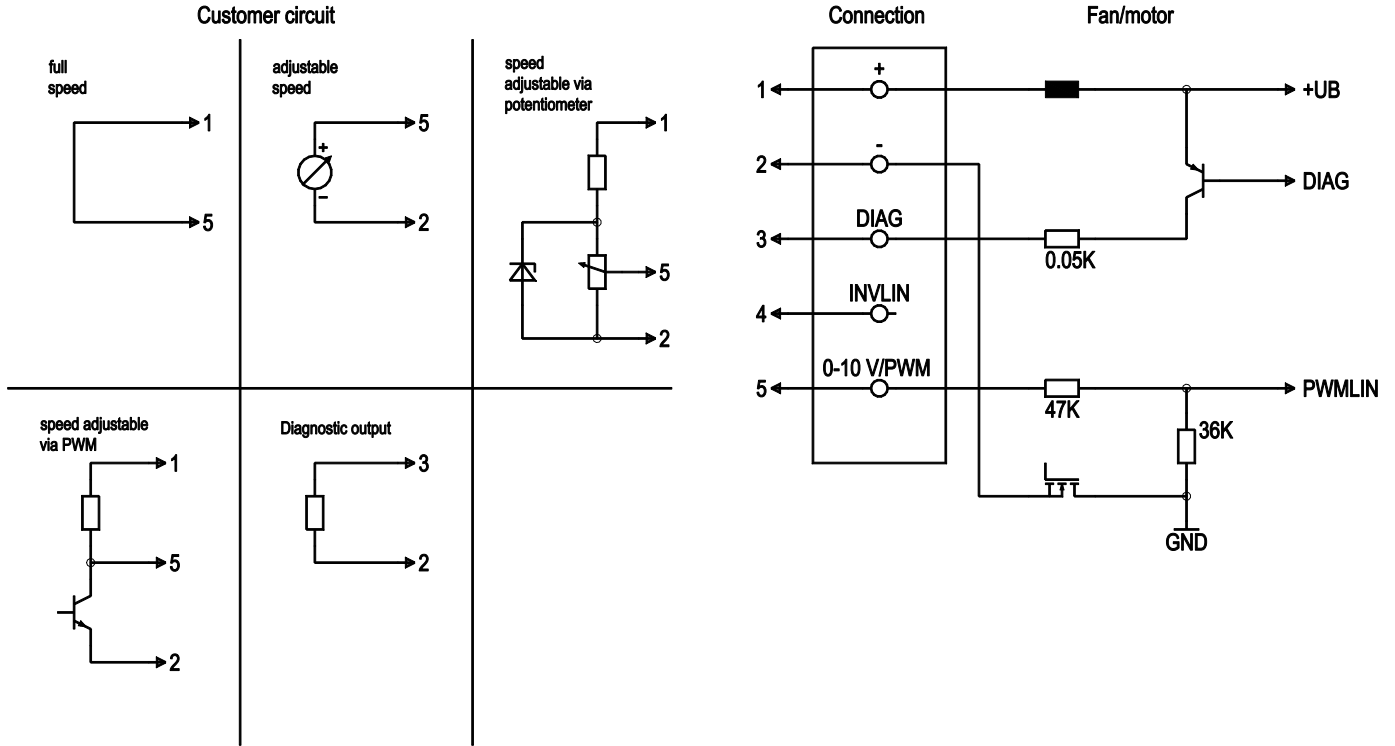 Customer circuit
full
speed
1
5
adjustable
speed
5
+
-
2
speed
adjustable via
potentiometer
1
5
2
speed adjustable
via PWM
1
5
2
Diagnostic output
3
2
Connection
Fan/motor
+
1
+UB
-
2
DIAG
DIAG
3
0.05K
INVLIN
4
0-10 V/PWM
5
PWMLIN
47K
36K
GND